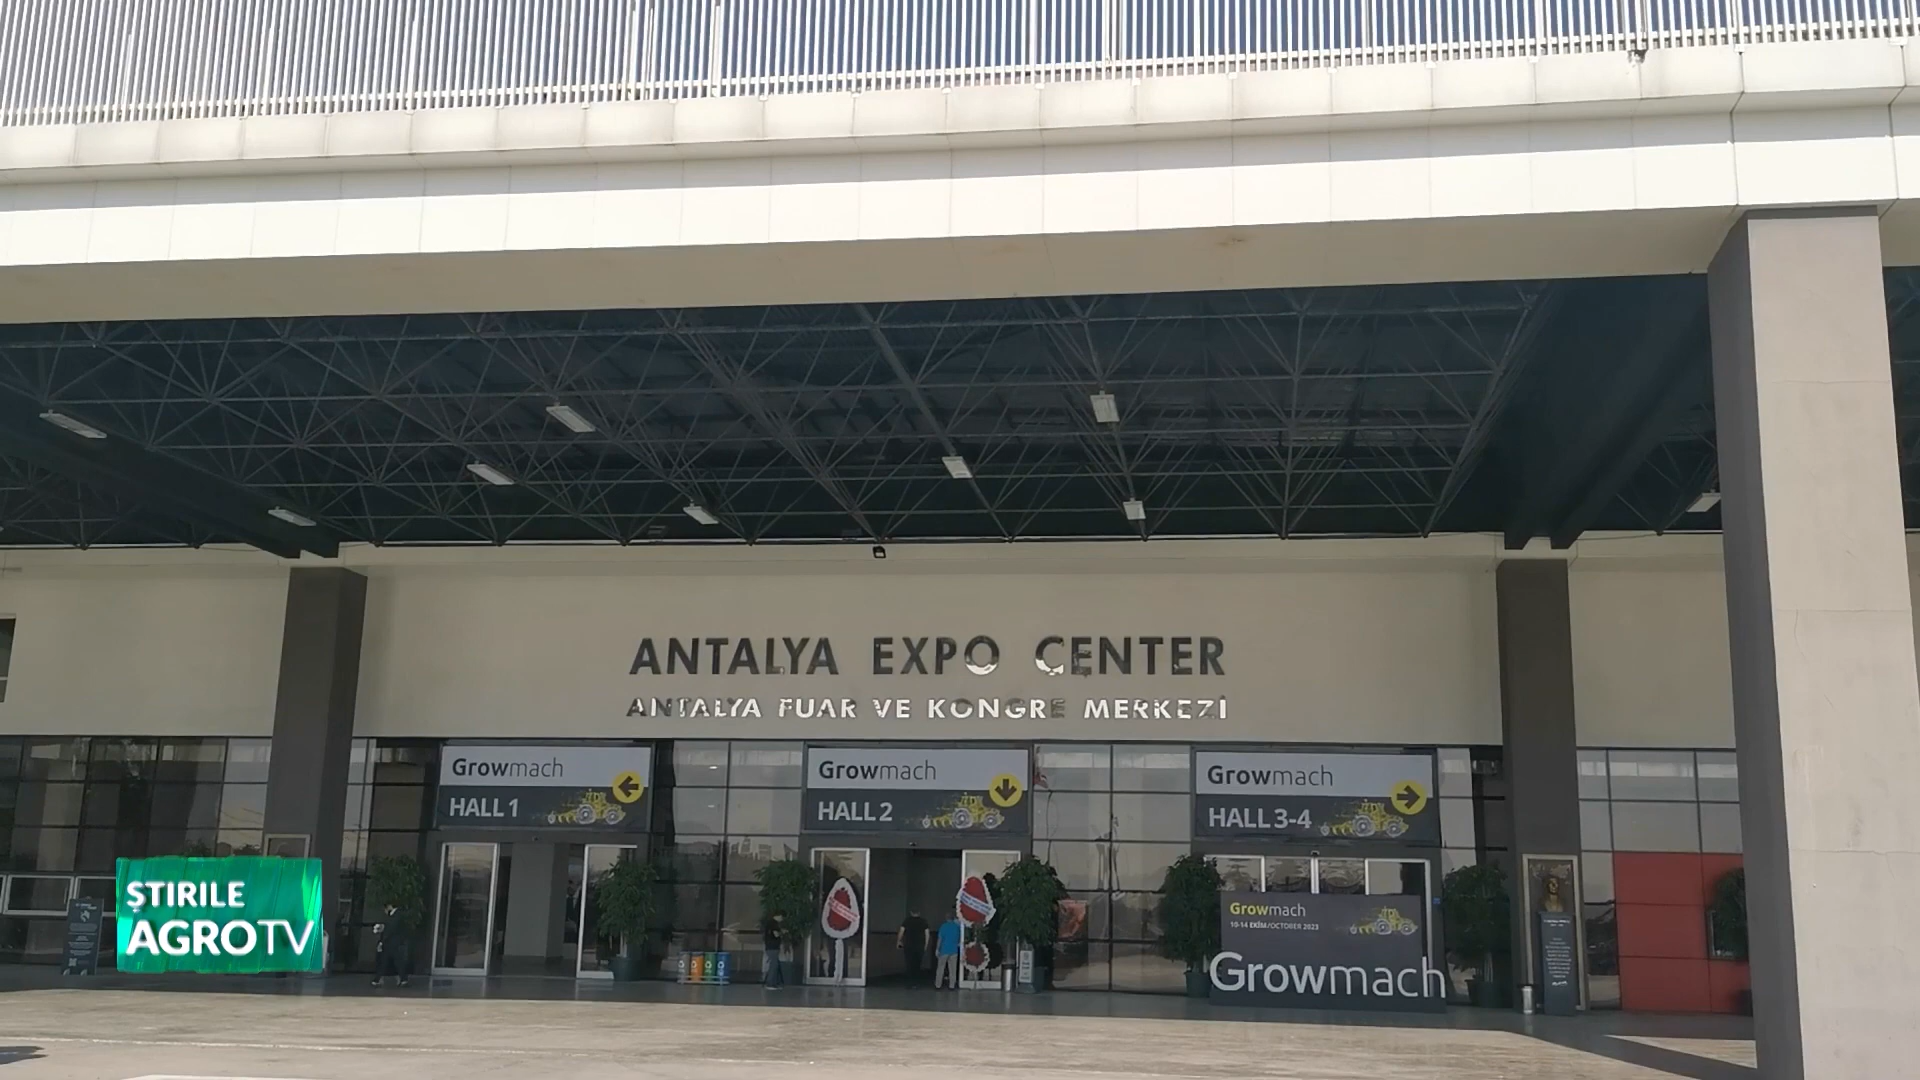 ANTALYA EXPO ÇENTER
ANTALYA FUAR VE KONGRE MERKEZİ
Growmach
HALL 1
Growmach
HALL 2
Growmach
HALL 3-4
Growmach
10-14 EKİM/OCTOBER 2023
Growmach
ȘTIRILE
AGROTV